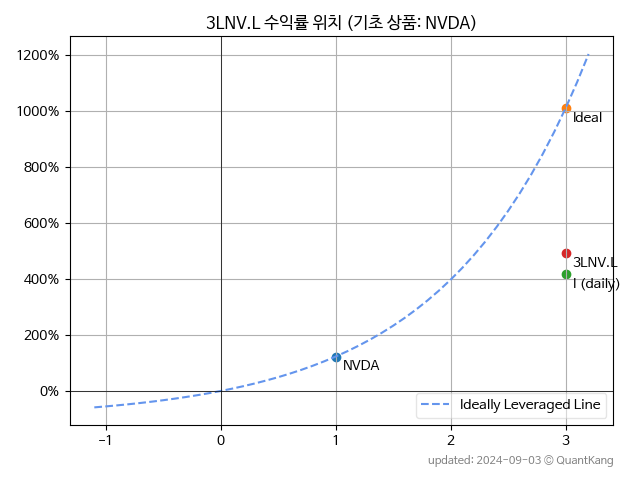 3LNV.L 수익률 위치 (기초 상품: NVDA)
1200%
1000%
800%
600%
400%
200%
0%
Ideal
3LNV.L
I (daily)
NVDA
Ideally Leveraged Line
−1 0 1 2 3
updated: 2024-09-03 © QuantKang